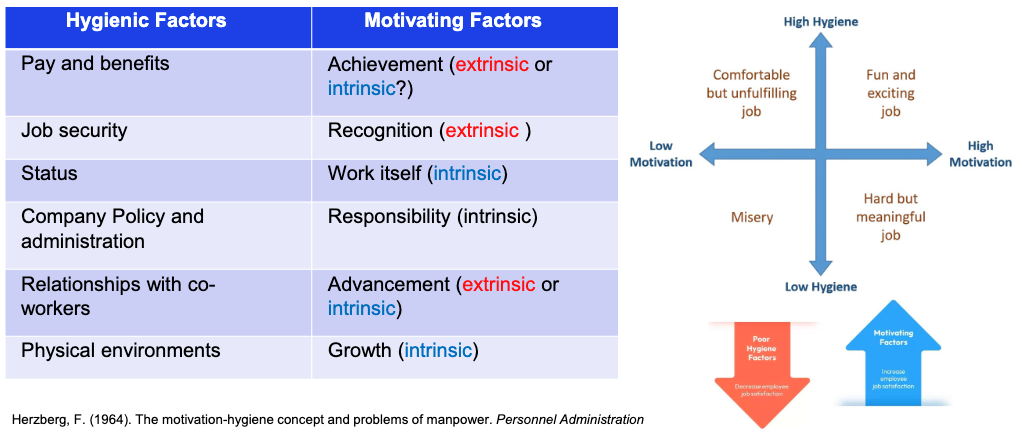 Hygienic Factors
Motivating Factors
Pay and benefits
Achievement (extrinsic or
intrinsic?)
Job security
Recognition (extrinsic )
Status
Work itself (intrinsic)
Company Policy and
administration
Responsibility (intrinsic)
Relationships with co-
workers
Advancement (extrinsic or
intrinsic)
Physical environments
Growth (intrinsic)
Herzberg, F. (1964). The motivation-hygiene concept and problems of manpower. Personnel Administration
High Hygiene
Comfortable
but unfulfilling
job
Fun and
exciting
job
Low
Motivation
High
Motivation
Misery
Hard but
meaningful
job
Low Hygiene
Poor
Hygiene
Factors
Decrease employee
job satisfaction
Motivating
Factors
Increase
employee
job satisfaction